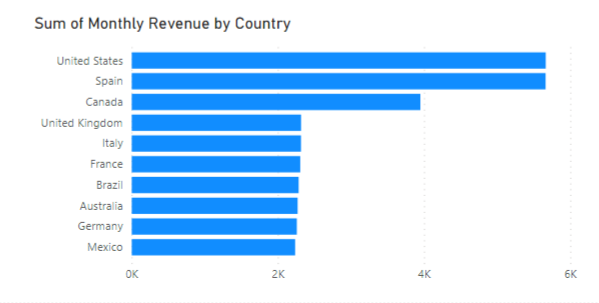 Sum of Monthly Revenue by Country
United States
Spain
Canada
United Kingdom
Italy
France
Brazil
Australia
Germany
Mexico
0K 2K 4K 6K